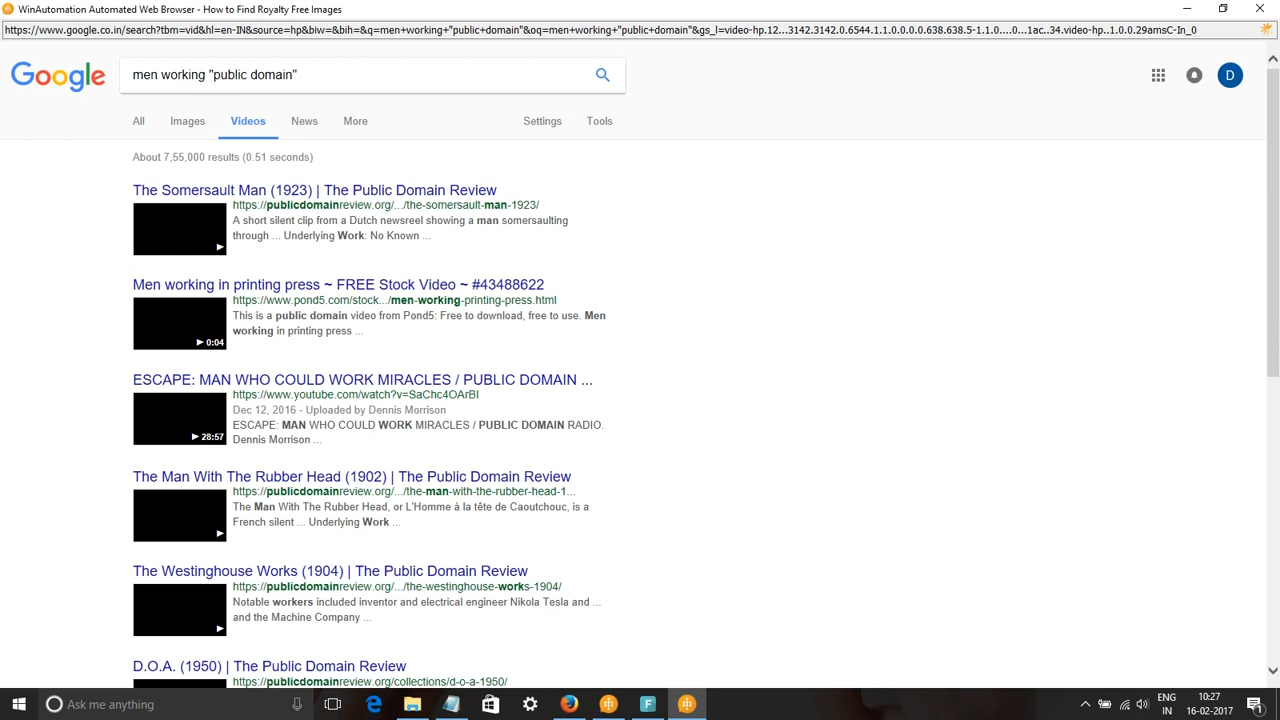 WinAutomation Automated Web Browser - How to Find Royalty Free Images
https://www.google.co.in/search?tbm=vid&hl=en-IN&source=hp&biw=&bih=&q=men+working+"public+domain"&oq=men+working+"public+domain"&gs_l=video-hp.12...3142.3142.0.6544.1.1.0.0.0.0.638.638.5-1.1.0....0...1ac..34.video-hp..1.0.0.29amsC-In_0
Google
men working "public domain"
D
All Images Videos News More Settings Tools
About 7,55,000 results (0.51 seconds)
The Somersault Man (1923) | The Public Domain Review
https://publicdomainreview.org/.../the-somersault-man-1923/
A short silent clip from a Dutch newsreel showing a man somersaulting
through ... Underlying Work: No Known ...
Men working in printing press ~ FREE Stock Video ~ #43488622
https://www.pond5.com/stock.../men-working-printing-press.html
This is a public domain video from Pond5: Free to download, free to use. Men
working in printing press ...
0:04
ESCAPE: MAN WHO COULD WORK MIRACLES / PUBLIC DOMAIN ...
https://www.youtube.com/watch?v=SaChc4OArBI
Dec 12, 2016 - Uploaded by Dennis Morrison
ESCAPE: MAN WHO COULD WORK MIRACLES / PUBLIC DOMAIN RADIO.
28:57
Dennis Morrison ...
The Man With The Rubber Head (1902) | The Public Domain Review
https://publicdomainreview.org/.../the-man-with-the-rubber-head-1...
The Man With The Rubber Head, or L'Homme à la tête de Caoutchouc, is a
French silent ... Underlying Work ...
The Westinghouse Works (1904) | The Public Domain Review
https://publicdomainreview.org/.../the-westinghouse-works-1904/
Notable workers included inventor and electrical engineer Nikola Tesla and ...
and the Machine Company ...
D.O.A. (1950) | The Public Domain Review
https://publicdomainreview.org/collections/d-o-a-1950/
Ask me anything
F
ENG
IN
10:27
16-02-2017
1